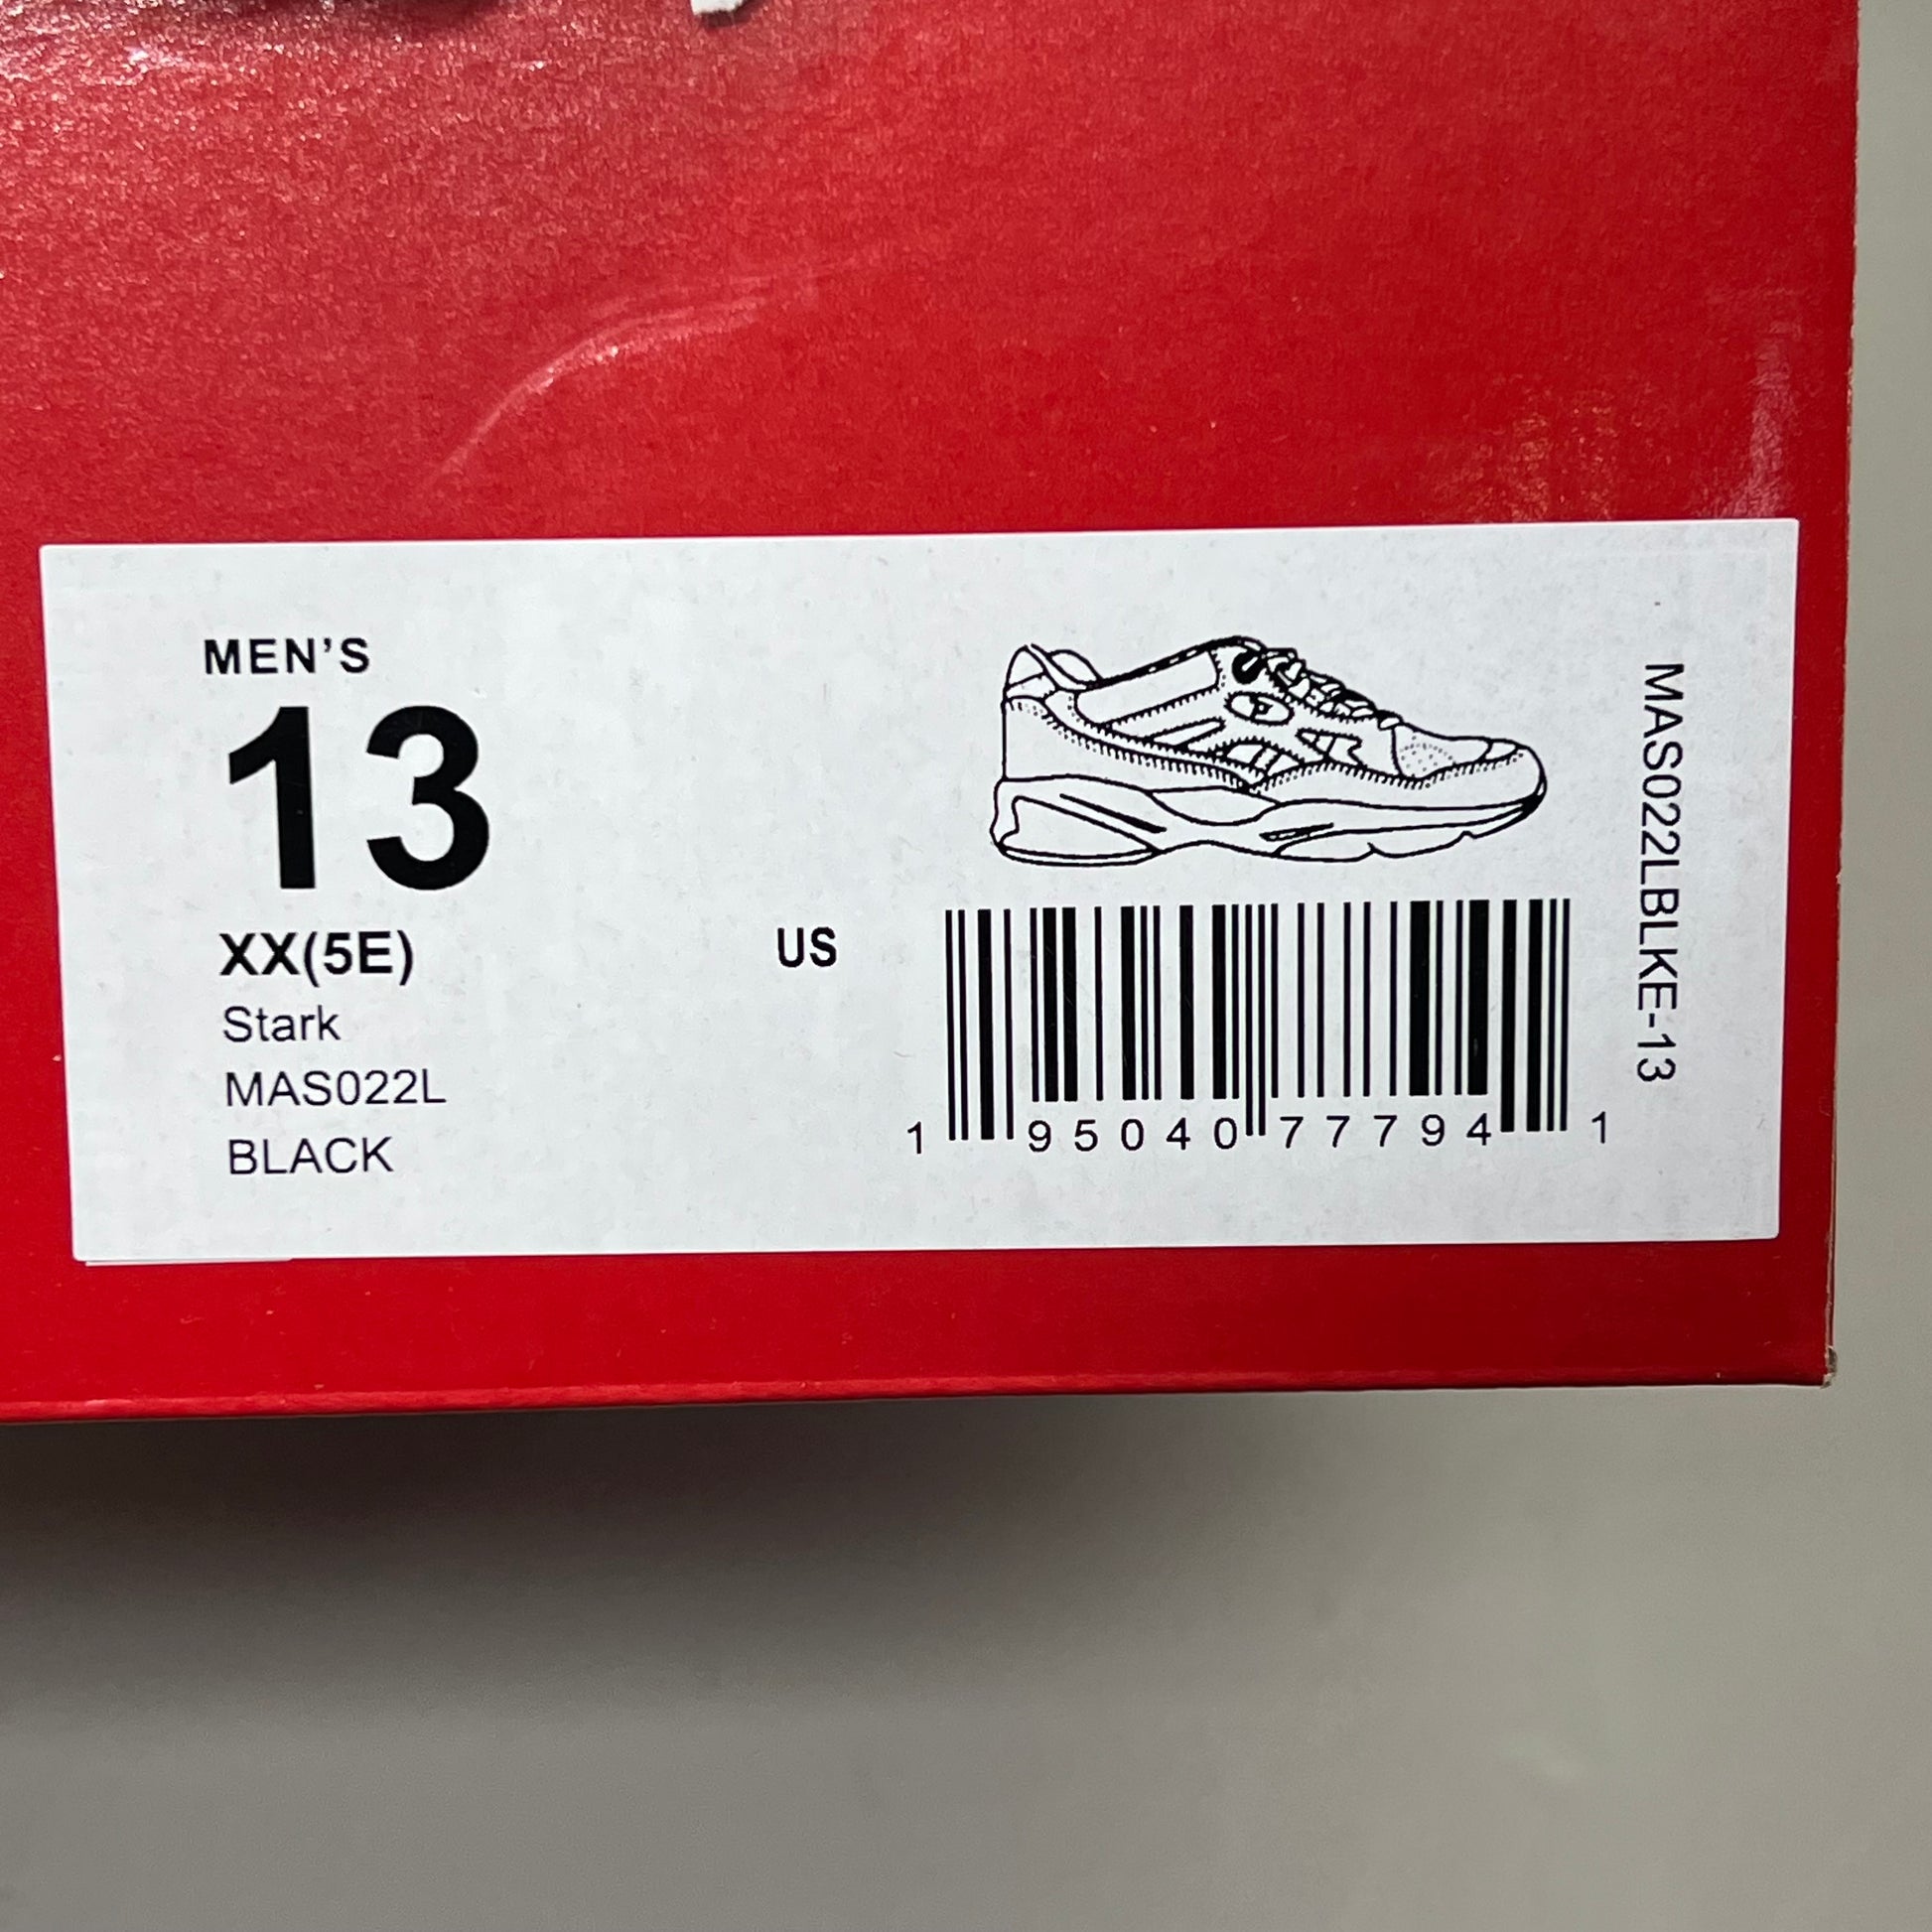 MEN'S
13
XX(5E)
US
Stark
MAS022L
BLACK
1 95040 77794 1
MAS022LBLKE-13